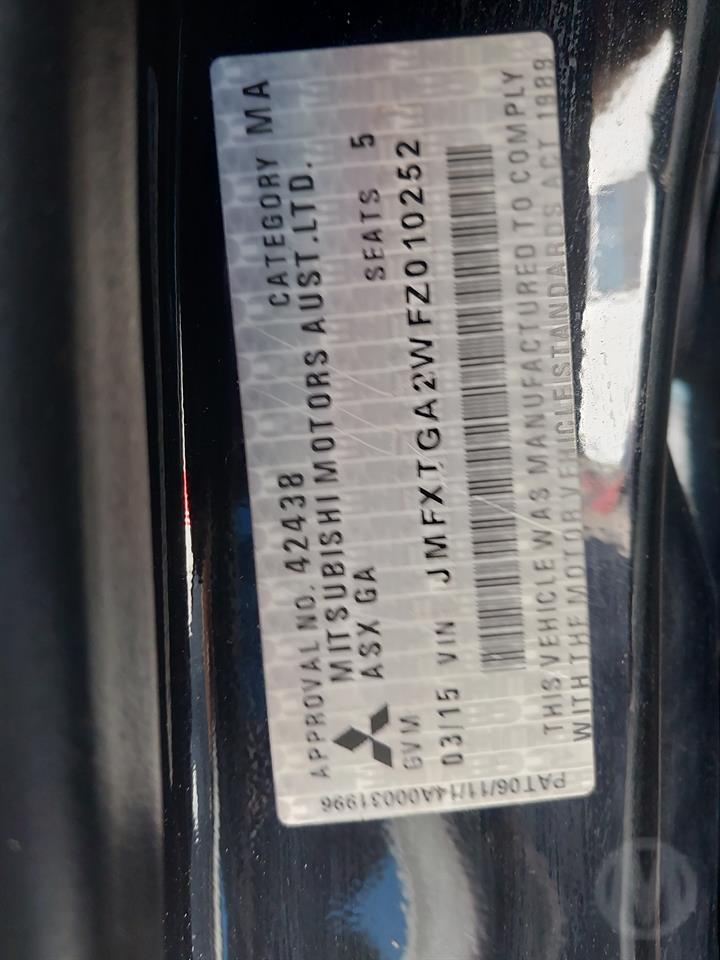 APPROVAL NO. 42438 CATEGORY MA
MITSUBISHI MOTORS AUST.LTD.
ASX GA SEATS 5
GVM
03/15 VIN JMFXTGA2WFZ010252
THIS VEHICLE WAS MANUFACTURED TO COMPLY
WITH THE MOTOR VEHICLE STANDARDS ACT 1989
PAT06/11/14A00031996
M